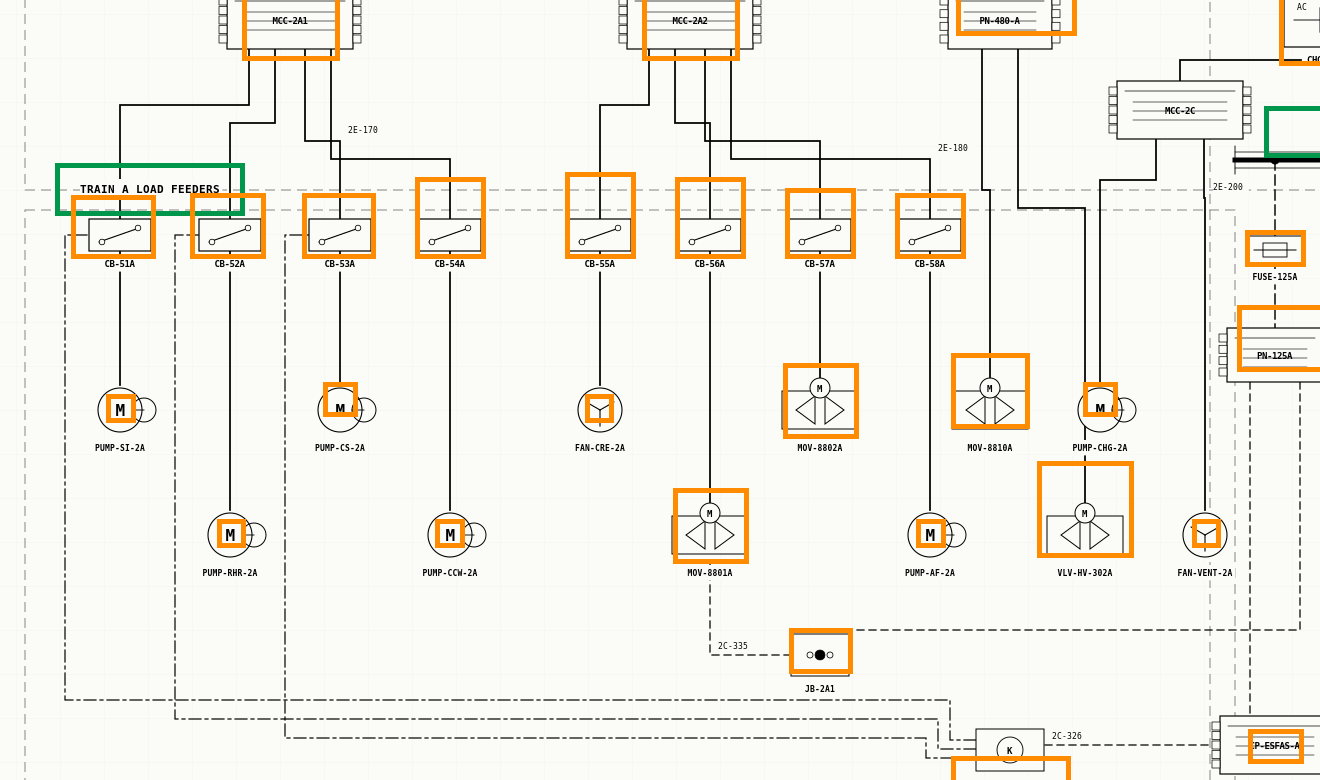 MCC-2A1
MCC-2A2
PN-480-A
AC
MCC-2C
2E-170
2E-180
2E-200
TRAIN A LOAD FEEDERS
CB-51A
CB-52A
CB-53A
CB-54A
CB-55A
CB-56A
CB-57A
CB-58A
FUSE-125A
PN-125A
M
M
M
M
M
M
PUMP-SI-2A
PUMP-CS-2A
FAN-CRE-2A
MOV-8802A
MOV-8810A
PUMP-CHG-2A
M
M
M
M
M
PUMP-RHR-2A
PUMP-CCW-2A
MOV-8801A
PUMP-AF-2A
VLV-HV-302A
FAN-VENT-2A
2C-335
JB-2A1
2C-326
K